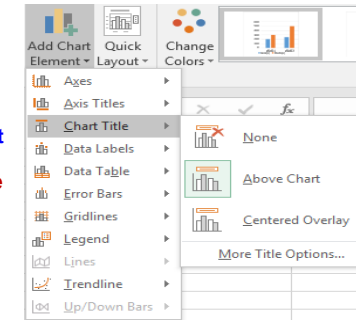 Add Chart Element
Quick Layout
Change Colors
Axes
Axis Titles
fx
Chart Title
t
None
Data Labels
Data Table
Above Chart
e
Error Bars
Gridlines
Centered Overlay
Legend
More Title Options...
Lines
Trendline
Up/Down Bars